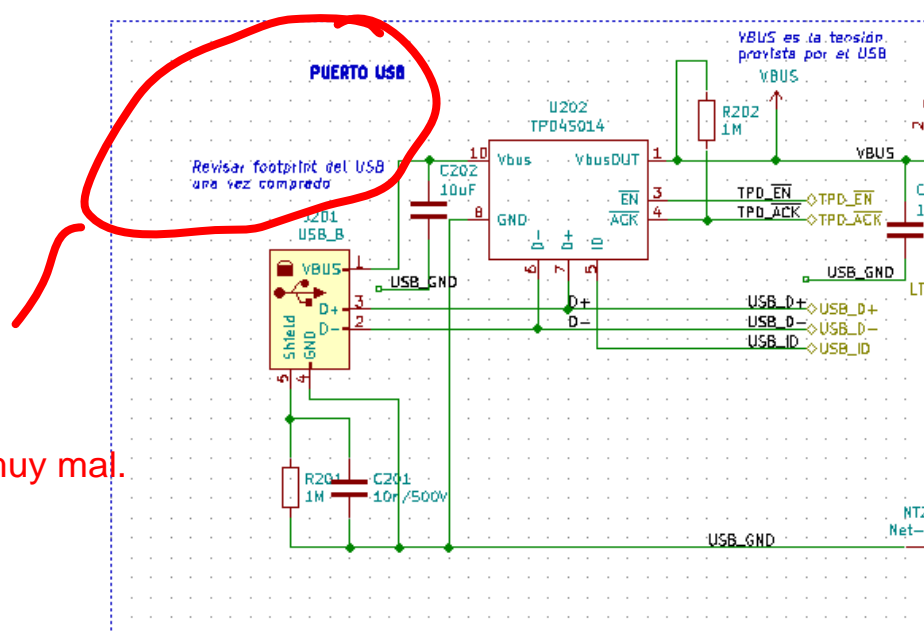 VBUS es la tensión
provista por el USB
PUERTO USB
VBUS
U202
TPD4S014
R202
1M
Revisar footprint del USB
una vez comprado
C202
10uF
10
Vbus
VbusOUT
1
VBUS
8
GND
EN
3
TPD_EN
TPD_EN
ACK
4
TPD_ACK
TPD_ACK
D-
D+
ID
6
7
5
J201
USB_B
VBUS
1
USB_GND
USB_GND
D+
3
D+
USB_D+
USB_D+
D-
2
D-
USB_D-
USB_D-
USB_ID
USB_ID
Shield
GND
5
4
muy mal.
R201
1M
C201
10n/500V
USB_GND